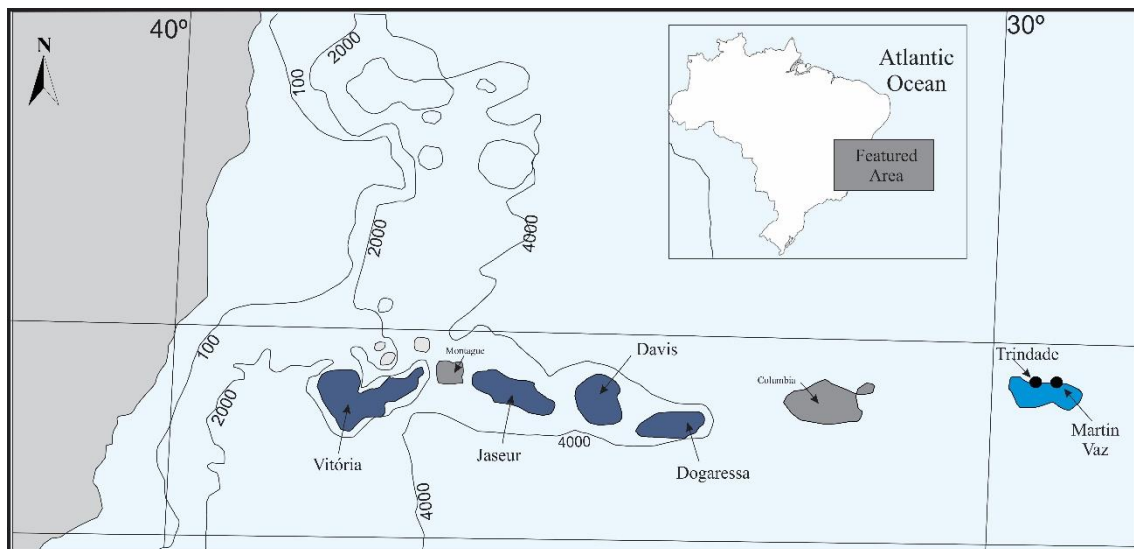 40º
30º
N
2000
100
Atlantic
Ocean
Featured
Area
2000
4000
100
Montague
Davis
Trindade
Columbia
2000
Martin
Vaz
Vitória
Jaseur
4000
Dogaressa
4000